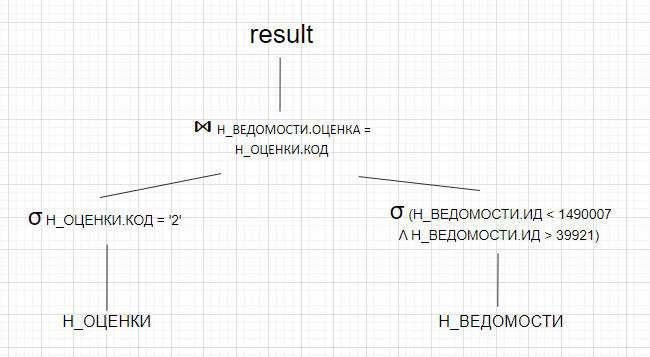 result
⋈ Н_ВЕДОМОСТИ.ОЦЕНКА =
Н_ОЦЕНКИ.КОД
σ Н_ОЦЕНКИ.КОД = '2'
σ (Н_ВЕДОМОСТИ.ИД < 1490007
Λ Н_ВЕДОМОСТИ.ИД > 39921)
Н_ОЦЕНКИ
Н_ВЕДОМОСТИ